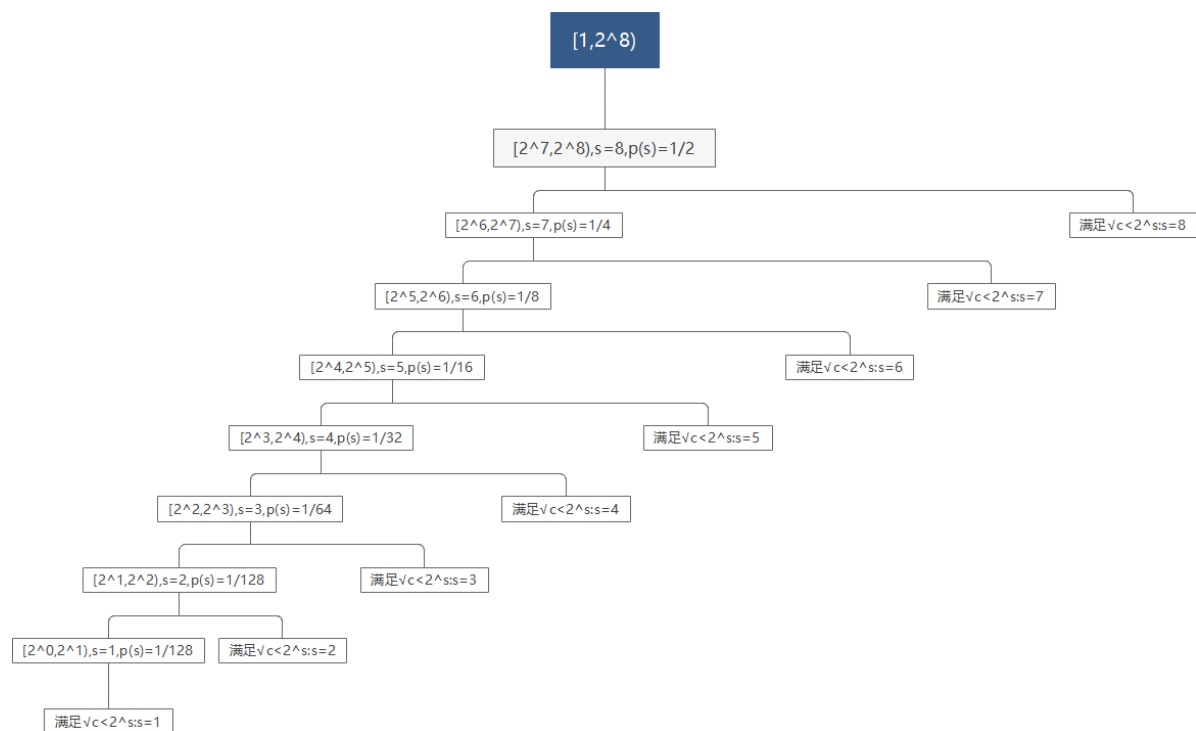 [1,2^8)
[2^7,2^8),s=8,p(s)=1/2
[2^6,2^7),s=7,p(s)=1/4
满足√c<2^s:s=8
[2^5,2^6),s=6,p(s)=1/8
满足√c<2^s:s=7
[2^4,2^5),s=5,p(s)=1/16
满足√c<2^s:s=6
[2^3,2^4),s=4,p(s)=1/32
满足√c<2^s:s=5
[2^2,2^3),s=3,p(s)=1/64
满足√c<2^s:s=4
[2^1,2^2),s=2,p(s)=1/128
满足√c<2^s:s=3
[2^0,2^1),s=1,p(s)=1/128
满足√c<2^s:s=2
满足√c<2^s:s=1